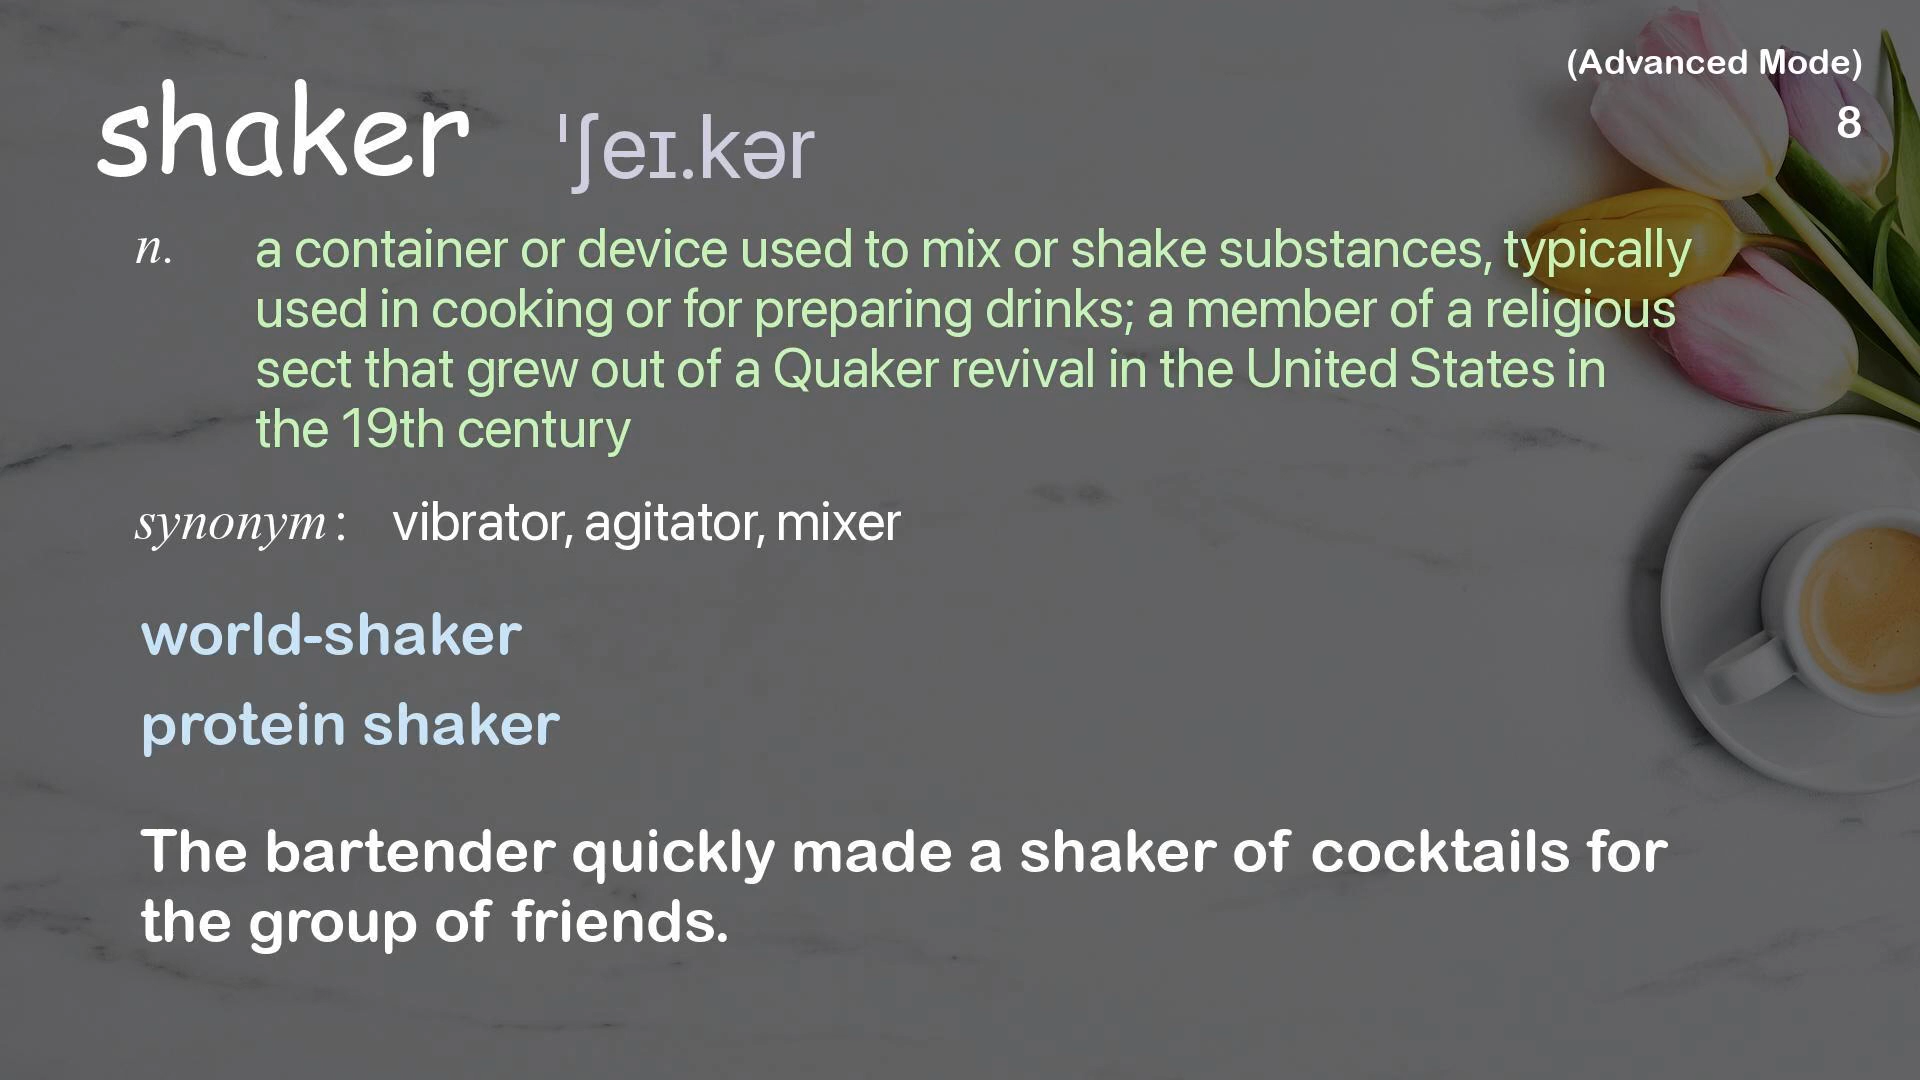 (Advanced Mode)
shaker ˈʃeɪ.kər
8
n. a container or device used to mix or shake substances, typically
used in cooking or for preparing drinks; a member of a religious
sect that grew out of a Quaker revival in the United States in
the 19th century
synonym: vibrator, agitator, mixer
world-shaker
protein shaker
The bartender quickly made a shaker of cocktails for
the group of friends.